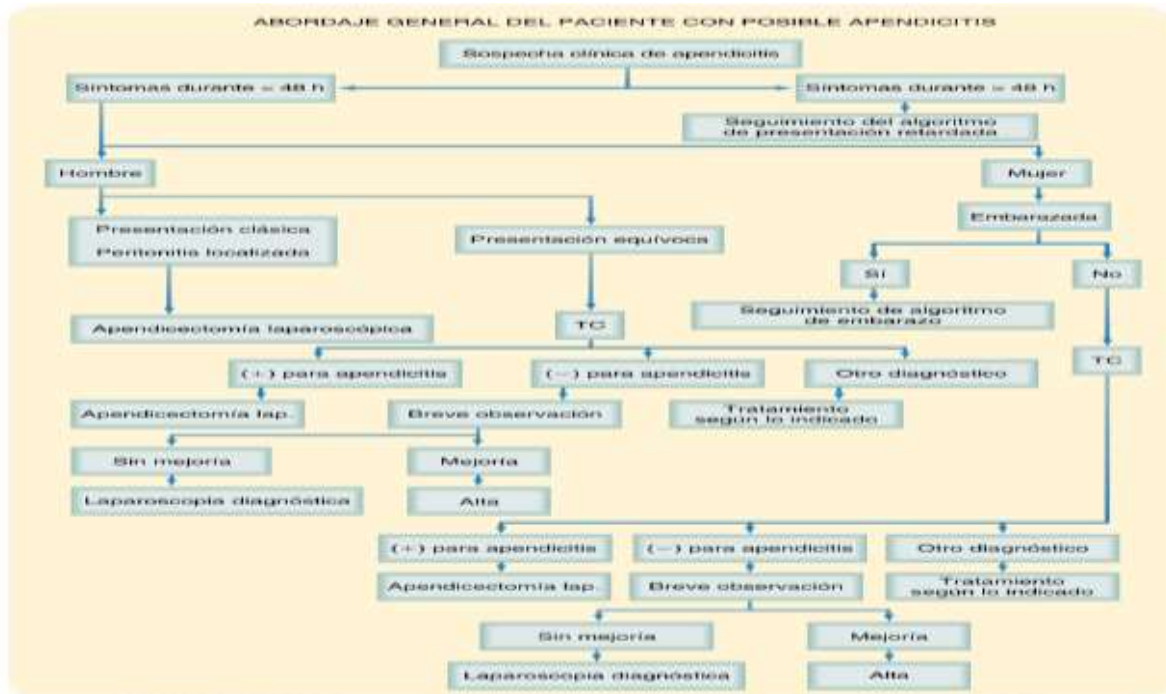 ABORDAJE GENERAL DEL PACIENTE CON POSIBLE APENDICITIS
Sospecha clínica de apendicitis
Síntomas durante = 48 h
Síntomas durante = 48 h
Seguimiento del algoritmo
de presentación retardada
Hombre
Mujer
Presentación clásica
Peritonitis localizada
Presentación equívoca
Embarazada
Sí
No
Apendicectomía laparoscópica
TC
Seguimiento de algoritmo
de embarazo
TC
(+) para apendicitis
(−) para apendicitis
Otro diagnóstico
Apendicectomía lap.
Breve observación
Tratamiento
según lo indicado
Sin mejoría
Mejoría
Laparoscopia diagnóstica
Alta
(+) para apendicitis
(−) para apendicitis
Otro diagnóstico
Apendicectomía lap.
Breve observación
Tratamiento
según lo indicado
Sin mejoría
Mejoría
Laparoscopia diagnóstica
Alta